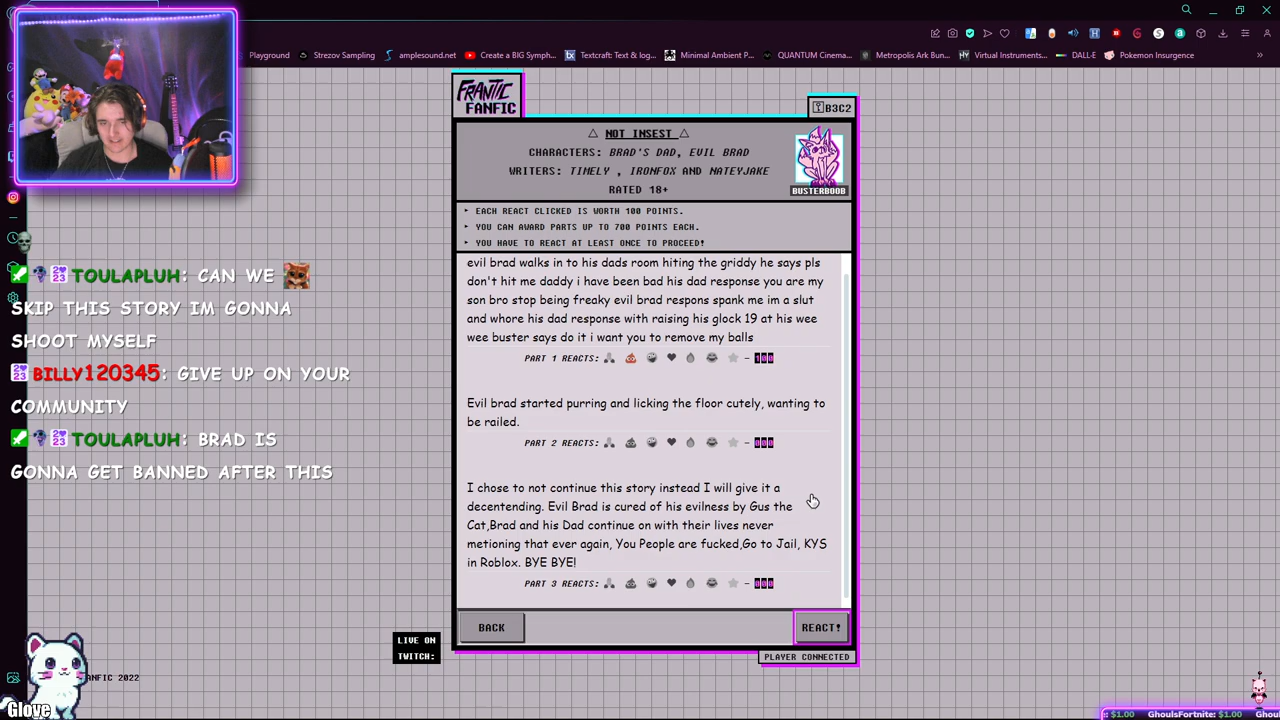 Playground
Strezov Sampling
amplesound.net
Create a BIG Symph...
Textcraft: Text & log...
Minimal Ambient P...
QUANTUM Cinema...
Metropolis Ark Bun...
Virtual Instruments...
DALL-E
Pokemon Insurgence
FRANTIC
FANFIC
B3C2
△ NOT INSEST △
CHARACTERS: BRAD'S DAD, EVIL BRAD
WRITERS: TIMELY , IRONFOX AND NATEYJAKE
RATED 18+
BUSTERBOOB
EACH REACT CLICKED IS WORTH 100 POINTS.
YOU CAN AWARD PARTS UP TO 700 POINTS EACH.
YOU HAVE TO REACT AT LEAST ONCE TO PROCEED!
evil brad walks in to his dads room hiting the griddy he says pls
don't hit me daddy i have been bad his dad response you are my
son bro stop being freaky evil brad respons spank me im a slut
and whore his dad response with raising his glock 19 at his wee
wee buster says do it i want you to remove my balls
PART 1 REACTS: – 100
Evil brad started purring and licking the floor cutely, wanting to
be railed.
PART 2 REACTS: – 000
I chose to not continue this story instead I will give it a
decentending. Evil Brad is cured of his evilness by Gus the
Cat,Brad and his Dad continue on with their lives never
metioning that ever again, You People are fucked,Go to Jail, KYS
in Roblox. BYE BYE!
PART 3 REACTS: – 000
BACK
REACT!
LIVE ON
TWITCH:
PLAYER CONNECTED
TOULAPLUH: CAN WE
SKIP THIS STORY IM GONNA
SHOOT MYSELF
BILLY120345: GIVE UP ON YOUR
COMMUNITY
TOULAPLUH: BRAD IS
GONNA GET BANNED AFTER THIS
ANFIC 2022
Glove
: $1.00 GhoulsFortnite: $1.00 Ghou